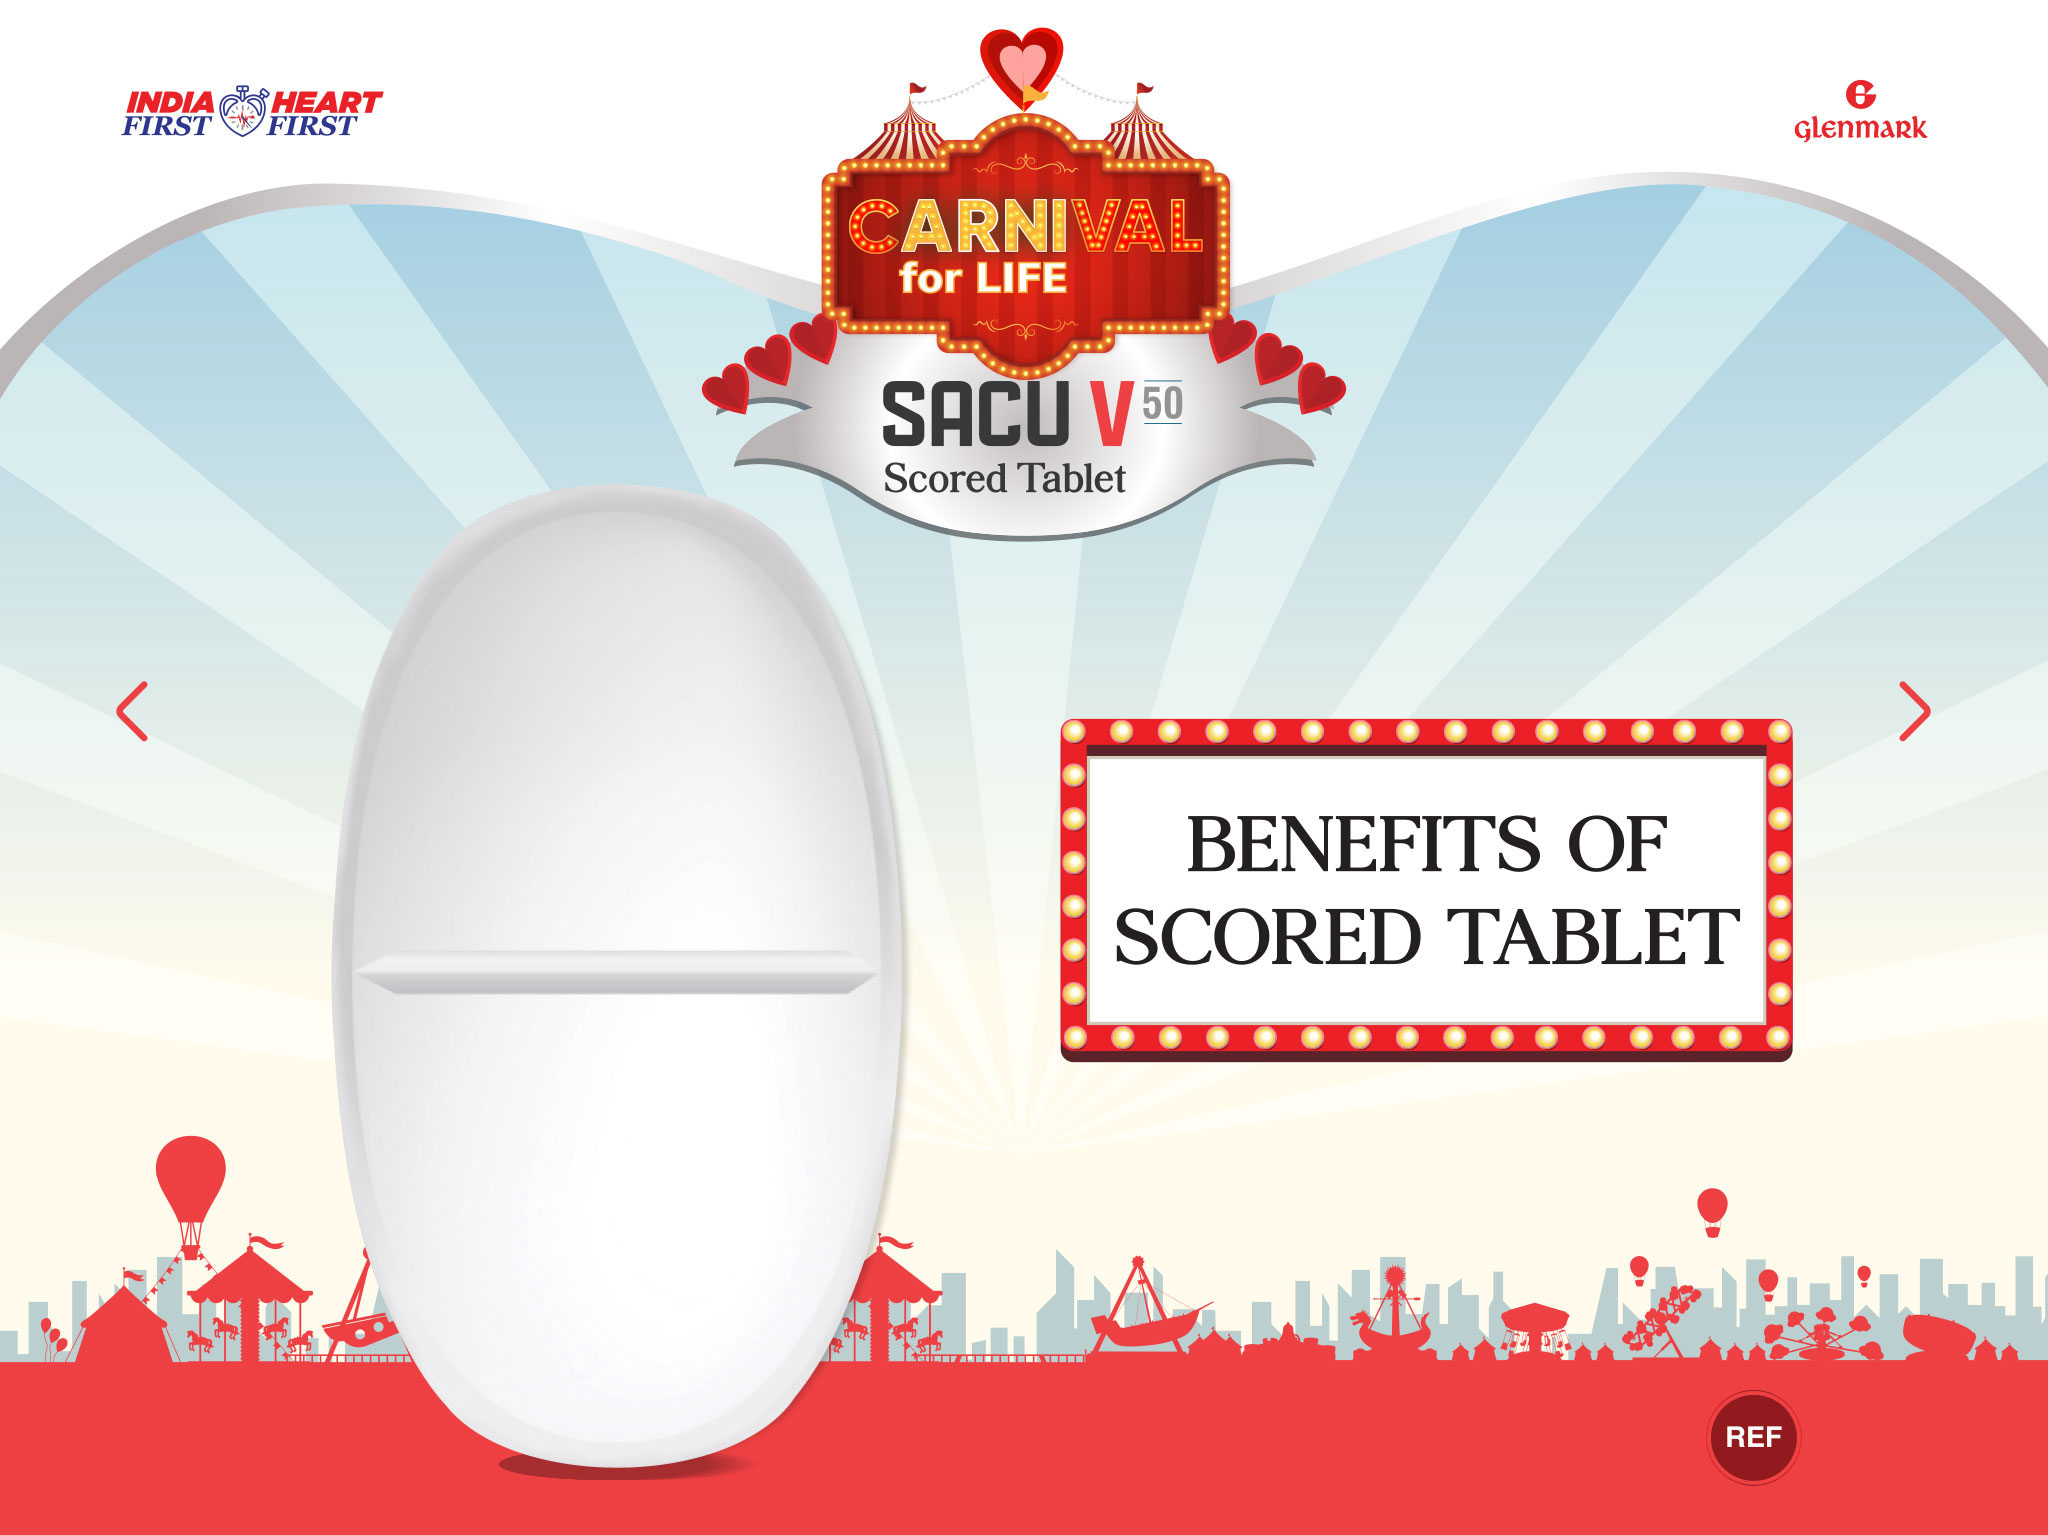 INDIA HEART
FIRST FIRST
glenmark
CARNIVAL
for LIFE
SACU V 50
Scored Tablet
BENEFITS OF
SCORED TABLET
REF